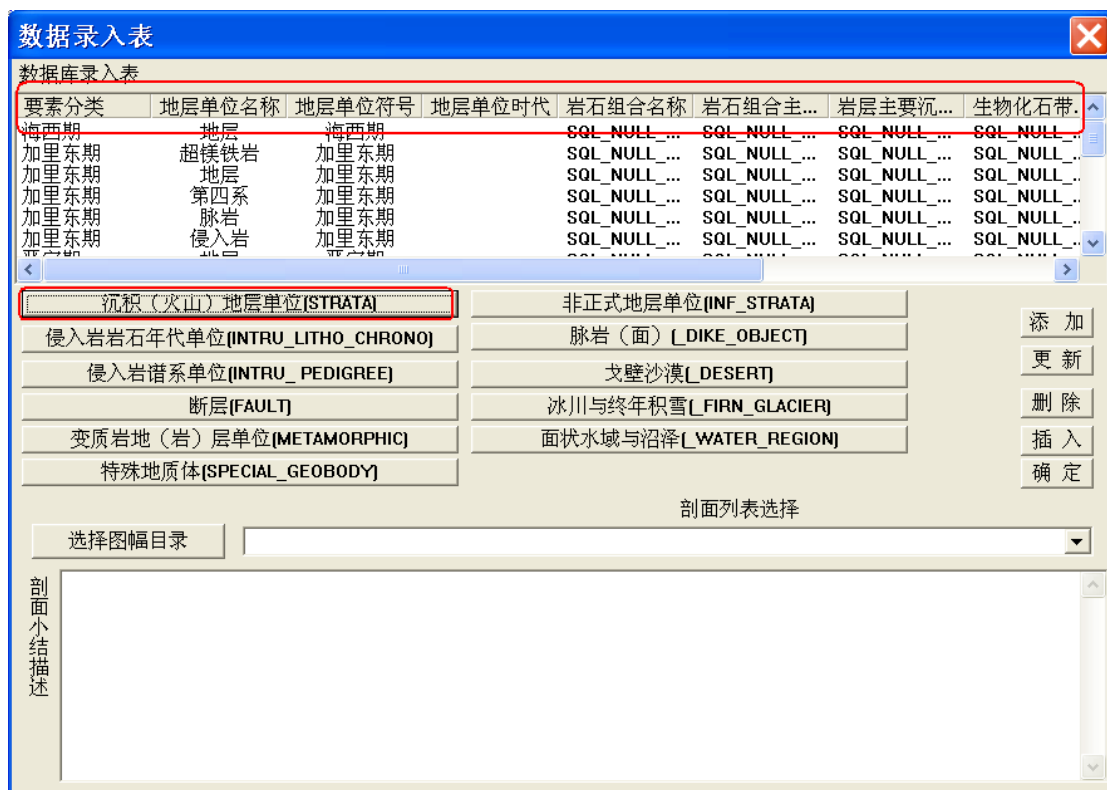 数据录入表
数据库录入表
要素分类 地层单位名称 地层单位符号 地层单位时代 岩石组合名称 岩石组合主... 岩层主要沉... 生物化石带..
海西期 地层 海西期 SQL_NULL_... SQL_NULL_... SQL_NULL_... SQL_NULL_..
加里东期 超镁铁岩 加里东期 SQL_NULL_... SQL_NULL_... SQL_NULL_... SQL_NULL_..
加里东期 地层 加里东期 SQL_NULL_... SQL_NULL_... SQL_NULL_... SQL_NULL_..
加里东期 第四系 加里东期 SQL_NULL_... SQL_NULL_... SQL_NULL_... SQL_NULL_..
加里东期 脉岩 加里东期 SQL_NULL_... SQL_NULL_... SQL_NULL_... SQL_NULL_..
加里东期 侵入岩 加里东期 SQL_NULL_... SQL_NULL_... SQL_NULL_... SQL_NULL_..
沉积（火山）地层单位(STRATA) 非正式地层单位(INF_STRATA)
添 加
侵入岩岩石年代单位(INTRU_LITHO_CHRONO) 脉岩（面）(_DIKE_OBJECT)
更 新
侵入岩谱系单位(INTRU_ PEDIGREE) 戈壁沙漠(_DESERT)
断层(FAULT) 冰川与终年积雪(_FIRN_GLACIER) 删 除
变质岩地（岩）层单位(METAMORPHIC) 面状水域与沼泽(_WATER_REGION) 插 入
特殊地质体(SPECIAL_GEOBODY) 确 定
剖面列表选择
选择图幅目录
剖面小结描述